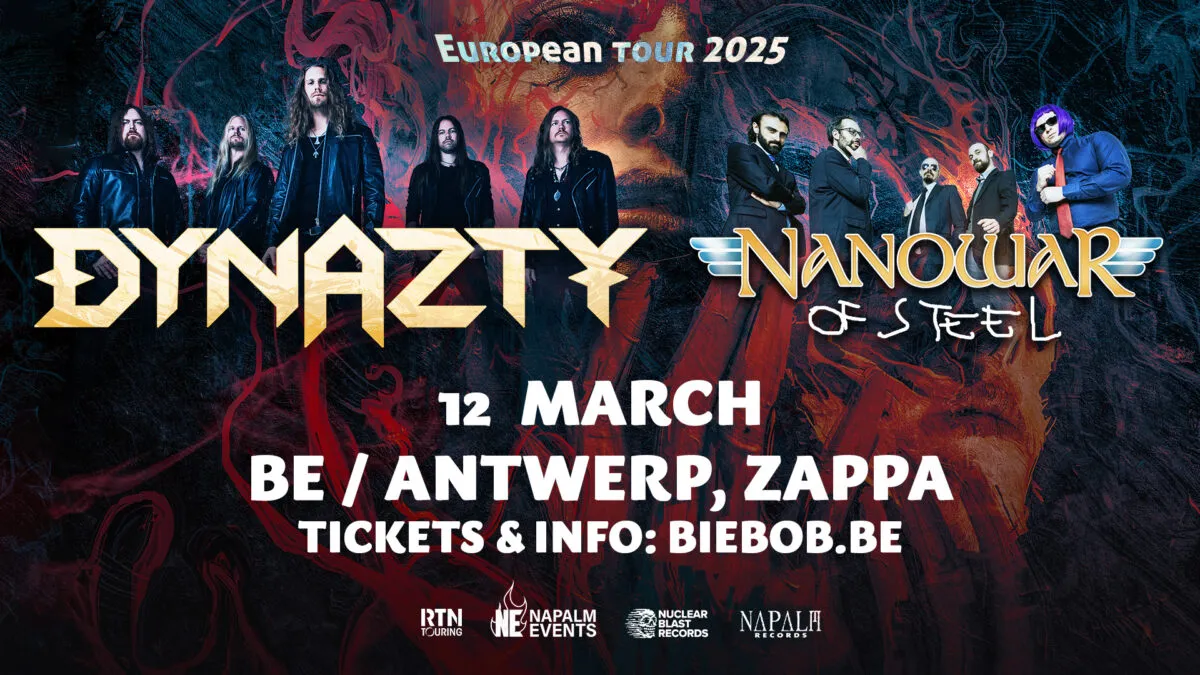 European tour 2025
DYNAZTY
NANOWAR
OF STEEL
12 MARCH
BE / ANTWERP, ZAPPA
TICKETS & INFO: BIEBOB.BE
RTN
TOURING
NE
NAPALM
EVENTS
NUCLEAR
BLAST
RECORDS
NAPALM
RECORDS